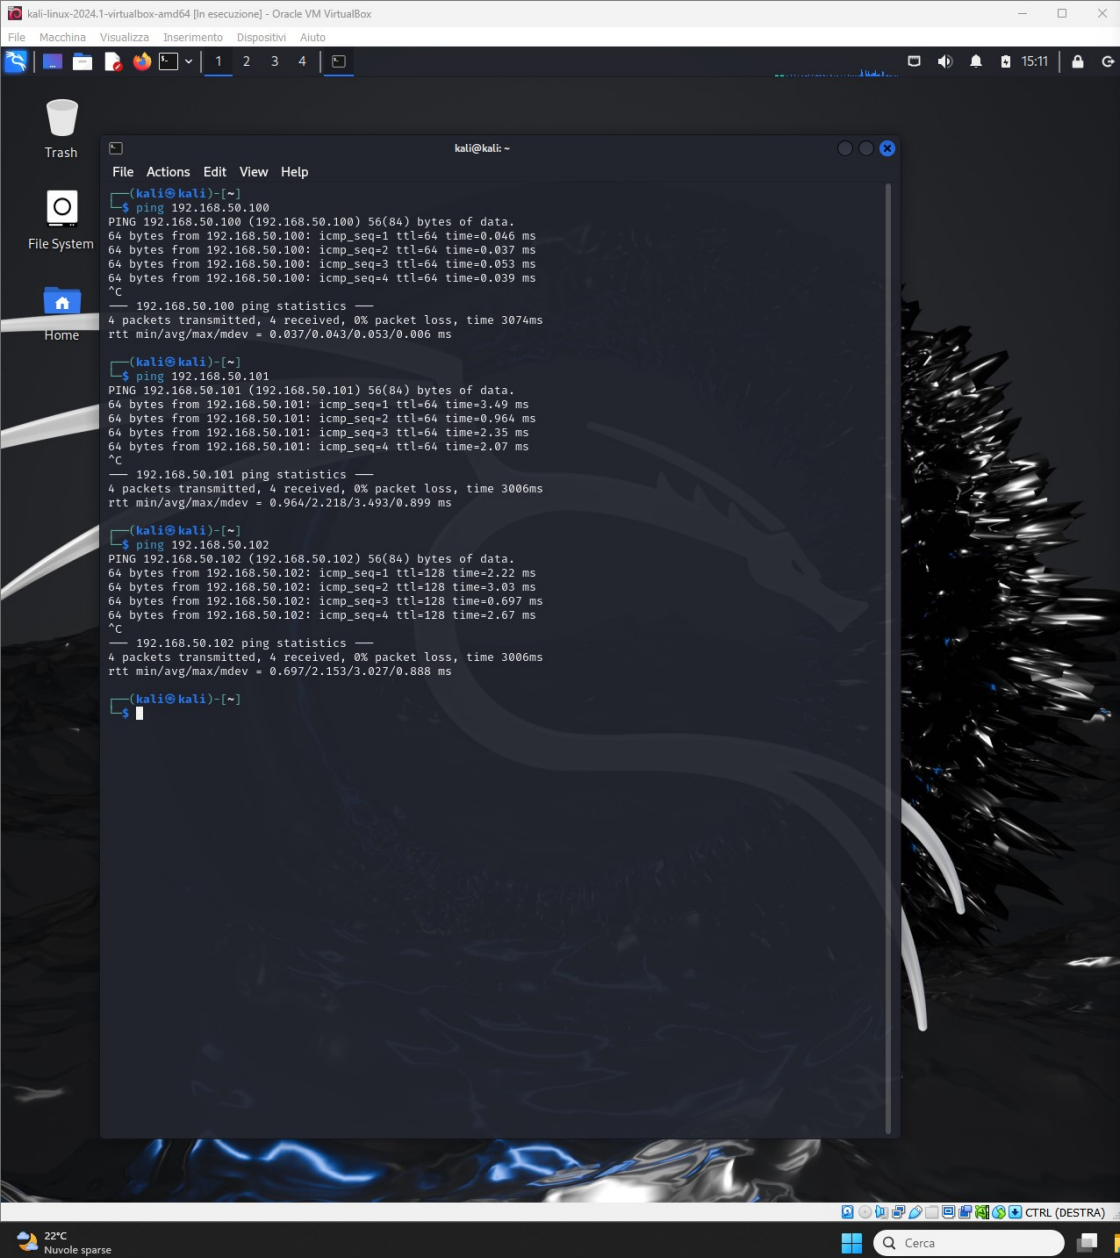 kali-linux-2024.1-virtualbox-amd64 [In esecuzione] - Oracle VM VirtualBox
File Macchina Visualizza Inserimento Dispositivi Aiuto
1 2 3 4 15:11
Trash
File System
Home
kali@kali: ~
File Actions Edit View Help
┌──(kali㉿kali)-[~]
└─$ ping 192.168.50.100
PING 192.168.50.100 (192.168.50.100) 56(84) bytes of data.
64 bytes from 192.168.50.100: icmp_seq=1 ttl=64 time=0.046 ms
64 bytes from 192.168.50.100: icmp_seq=2 ttl=64 time=0.037 ms
64 bytes from 192.168.50.100: icmp_seq=3 ttl=64 time=0.053 ms
64 bytes from 192.168.50.100: icmp_seq=4 ttl=64 time=0.039 ms
^C
--- 192.168.50.100 ping statistics ---
4 packets transmitted, 4 received, 0% packet loss, time 3074ms
rtt min/avg/max/mdev = 0.037/0.043/0.053/0.006 ms
┌──(kali㉿kali)-[~]
└─$ ping 192.168.50.101
PING 192.168.50.101 (192.168.50.101) 56(84) bytes of data.
64 bytes from 192.168.50.101: icmp_seq=1 ttl=64 time=3.49 ms
64 bytes from 192.168.50.101: icmp_seq=2 ttl=64 time=0.964 ms
64 bytes from 192.168.50.101: icmp_seq=3 ttl=64 time=2.35 ms
64 bytes from 192.168.50.101: icmp_seq=4 ttl=64 time=2.07 ms
^C
--- 192.168.50.101 ping statistics ---
4 packets transmitted, 4 received, 0% packet loss, time 3006ms
rtt min/avg/max/mdev = 0.964/2.218/3.493/0.899 ms
┌──(kali㉿kali)-[~]
└─$ ping 192.168.50.102
PING 192.168.50.102 (192.168.50.102) 56(84) bytes of data.
64 bytes from 192.168.50.102: icmp_seq=1 ttl=128 time=2.22 ms
64 bytes from 192.168.50.102: icmp_seq=2 ttl=128 time=3.03 ms
64 bytes from 192.168.50.102: icmp_seq=3 ttl=128 time=0.697 ms
64 bytes from 192.168.50.102: icmp_seq=4 ttl=128 time=2.67 ms
^C
--- 192.168.50.102 ping statistics ---
4 packets transmitted, 4 received, 0% packet loss, time 3006ms
rtt min/avg/max/mdev = 0.697/2.153/3.027/0.888 ms
┌──(kali㉿kali)-[~]
└─$
CTRL (DESTRA)
22°C
Nuvole sparse
Cerca